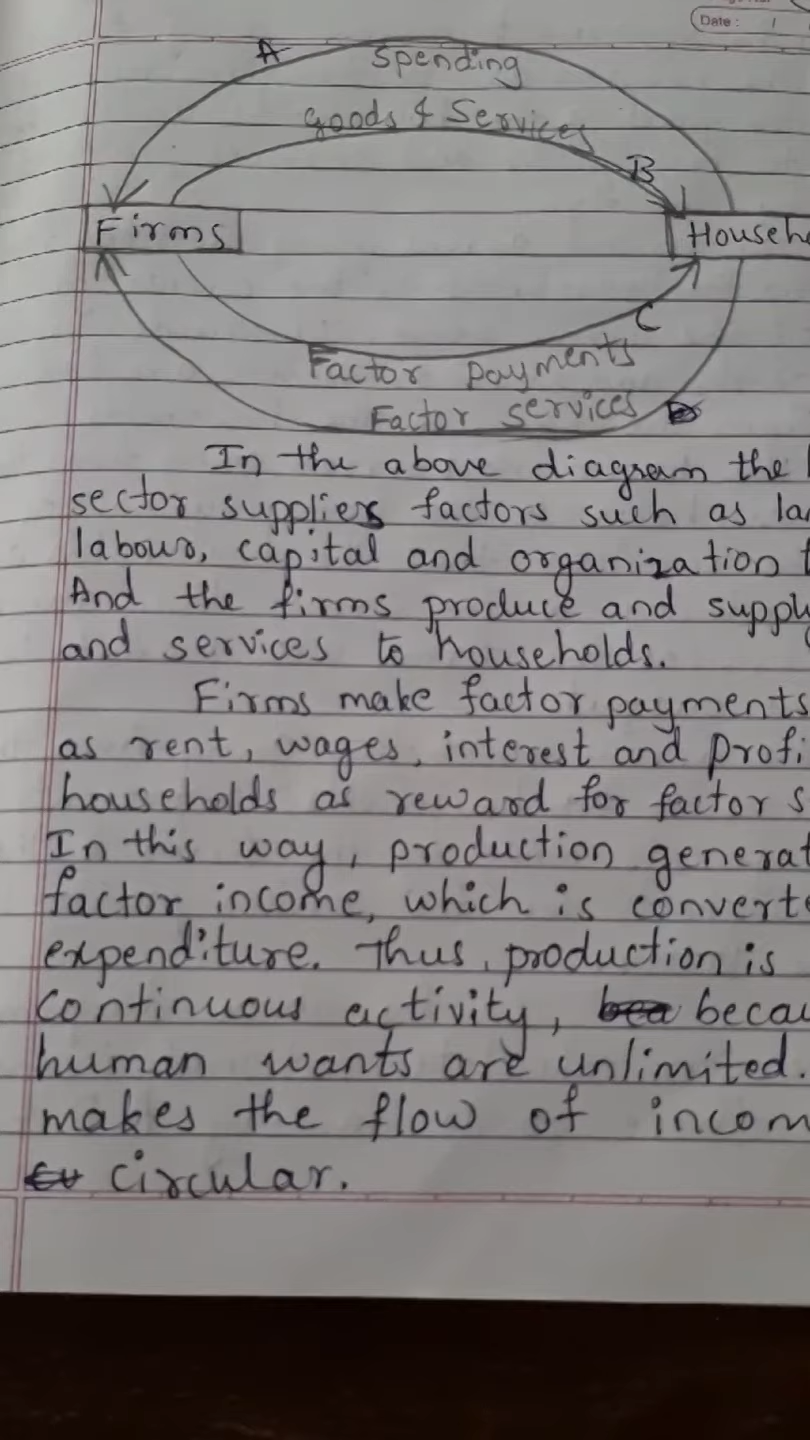 Date : /
A
Spending
Goods & Services
B
Firms
Househ
C
Factor payments
Factor services
In the above diagram the
sector suppliers factors such as la
labour, capital and organization
And the firms produce and suppl
and services to households.
Firms make factor payments
as rent, wages, interest and profi
households as reward for factor s
In this way, production generat
factor income, which is converte
expenditure. Thus, production is
continuous activity, becau
human wants are unlimited.
makes the flow of incom
circular.